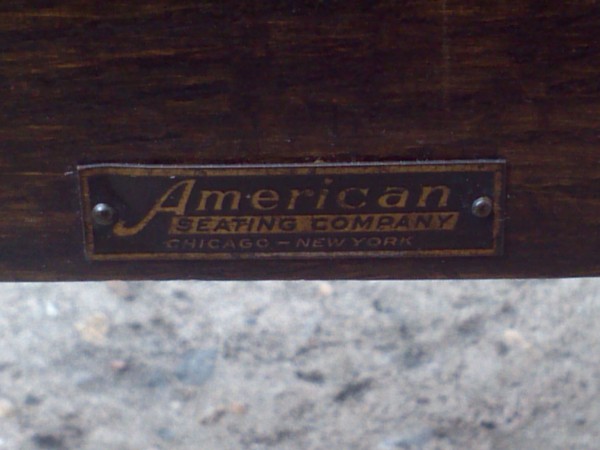 American
SEATING COMPANY
CHICAGO - NEW YORK